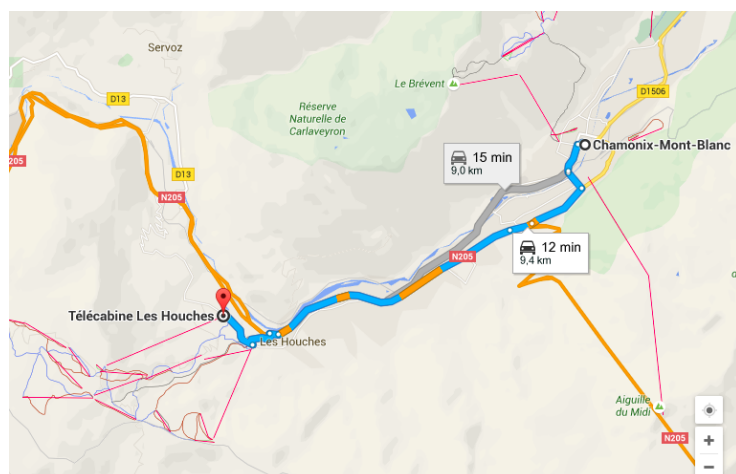 Servoz
D13
D1506
Le Brévent
Réserve
Naturelle de
Carlaveyron
Chamonix-Mont-Blanc
15 min
9,0 km
205
D13
N205
12 min
9,4 km
N205
Télécabine Les Houches
Les Houches
Aiguille
du Midi
N205
+
−